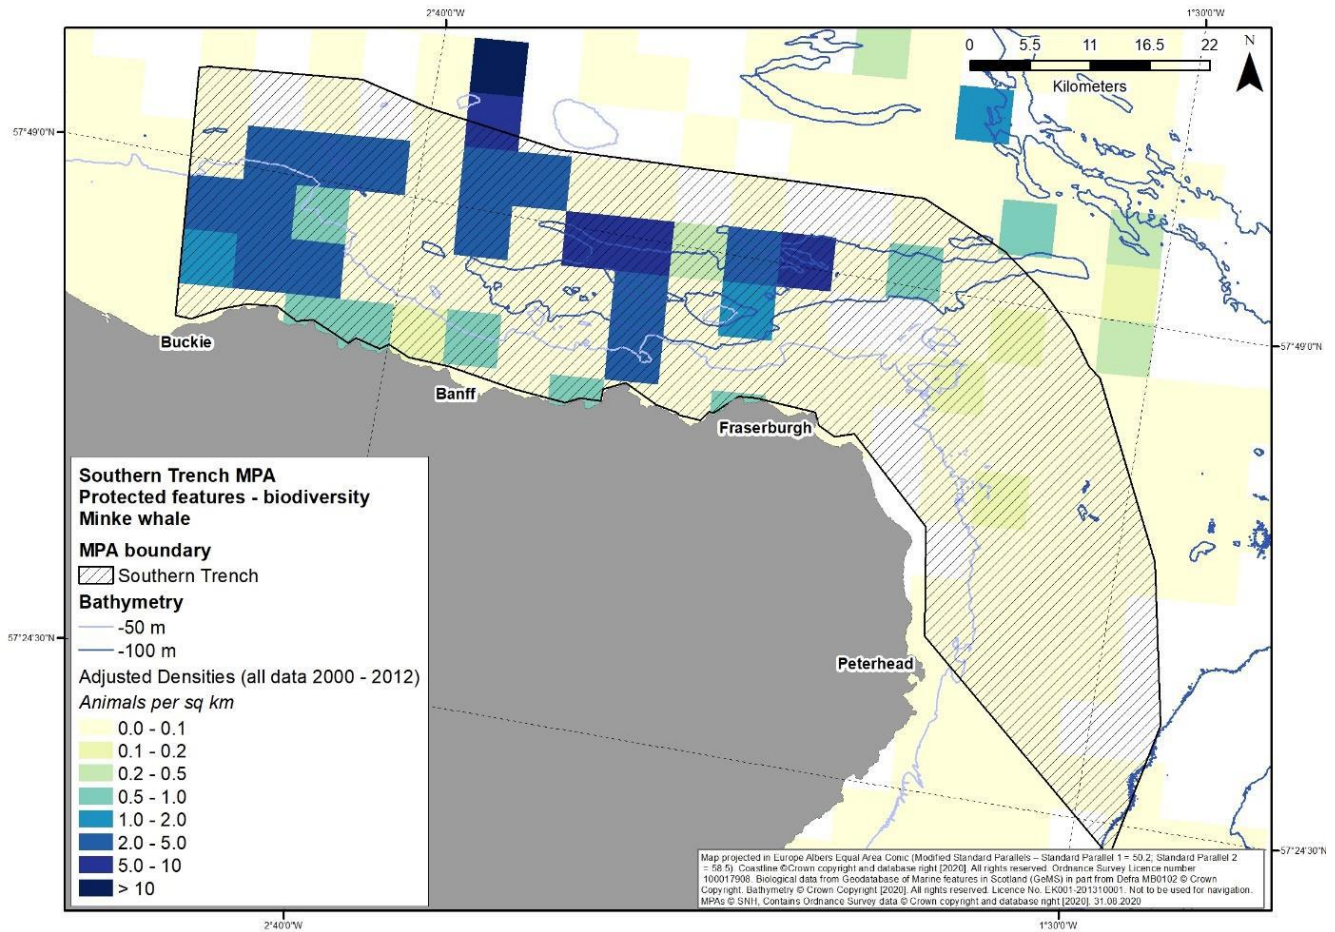 2°40'0"W
1°30'0"W
0 5.5 11 16.5 22
Kilometers
N
57°49'0"N
57°49'0"N
Buckie
Banff
Fraserburgh
Peterhead
Southern Trench MPA
Protected features - biodiversity
Minke whale
MPA boundary
Southern Trench
Bathymetry
-50 m
-100 m
Adjusted Densities (all data 2000 - 2012)
Animals per sq km
0.0 - 0.1
0.1 - 0.2
0.2 - 0.5
0.5 - 1.0
1.0 - 2.0
2.0 - 5.0
5.0 - 10
> 10
57°24'30"N
57°24'30"N
Map projected in Europe Albers Equal Area Conic (Modified Standard Parallels – Standard Parallel 1 = 50.2; Standard Parallel 2
= 58.5). Coastline ©Crown copyright and database right [2020]. All rights reserved. Ordnance Survey Licence number
100017908. Biological data from Geodatabase of Marine features in Scotland (GeMS) in part from Defra MB0102 © Crown
Copyright. Bathymetry © Crown Copyright [2020]. All rights reserved. Licence No. EK001-201310001. Not to be used for navigation.
MPAs © SNH, Contains Ordnance Survey data © Crown copyright and database right [2020]. 31.08.2020
2°40'0"W
1°30'0"W